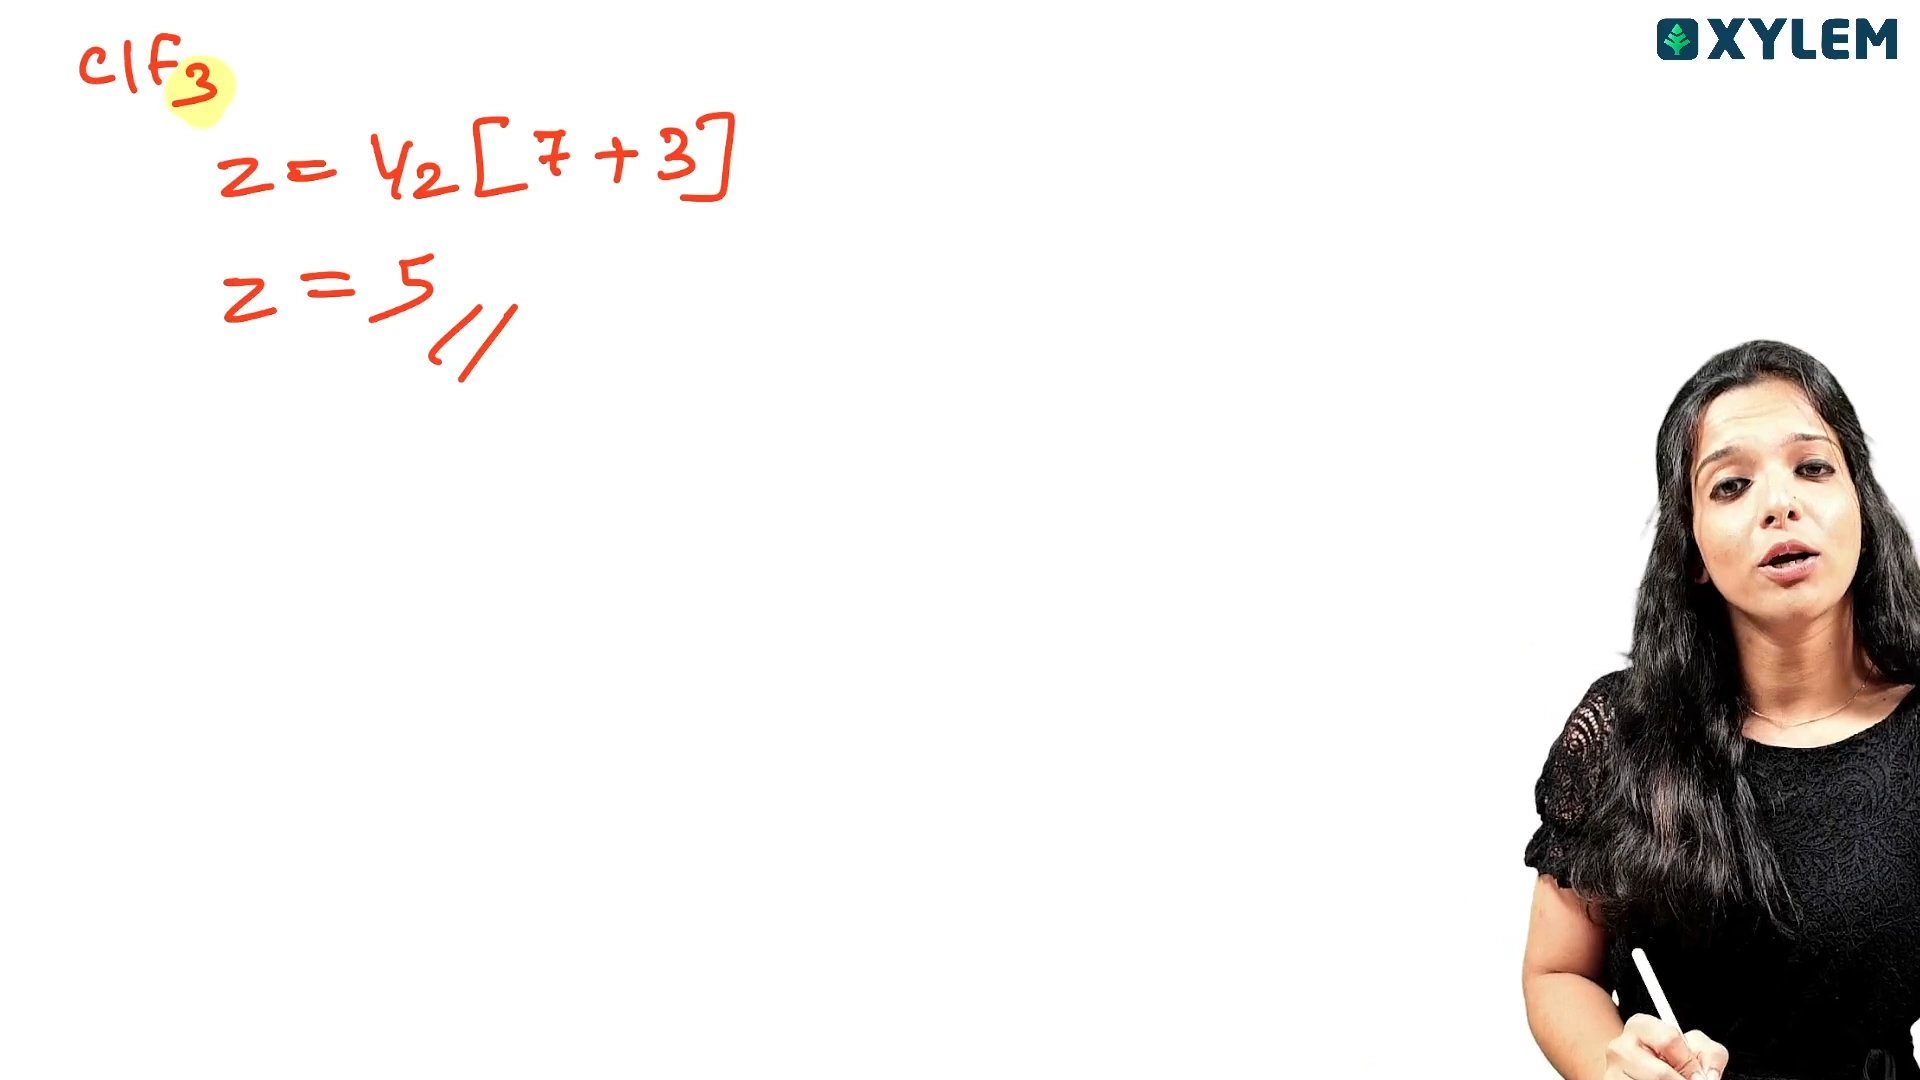 XYLEM
ClF₃
z = 1/2 [7 + 3]
z = 5 //